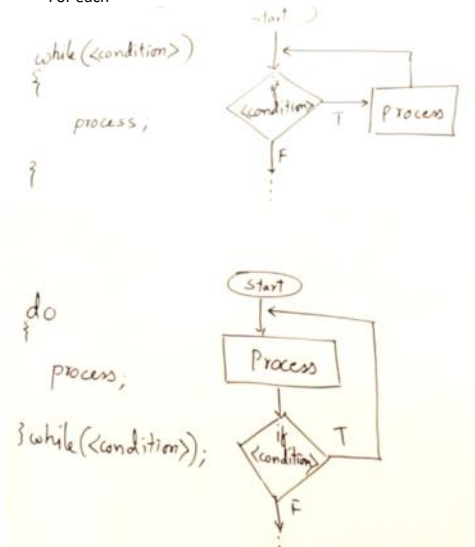 For each
start
while(<condition>)
{
if
<condition>
T
Process
process;
F
}
start
do
{
Process
process;
if
<condition>
T
}while(<condition>);
F